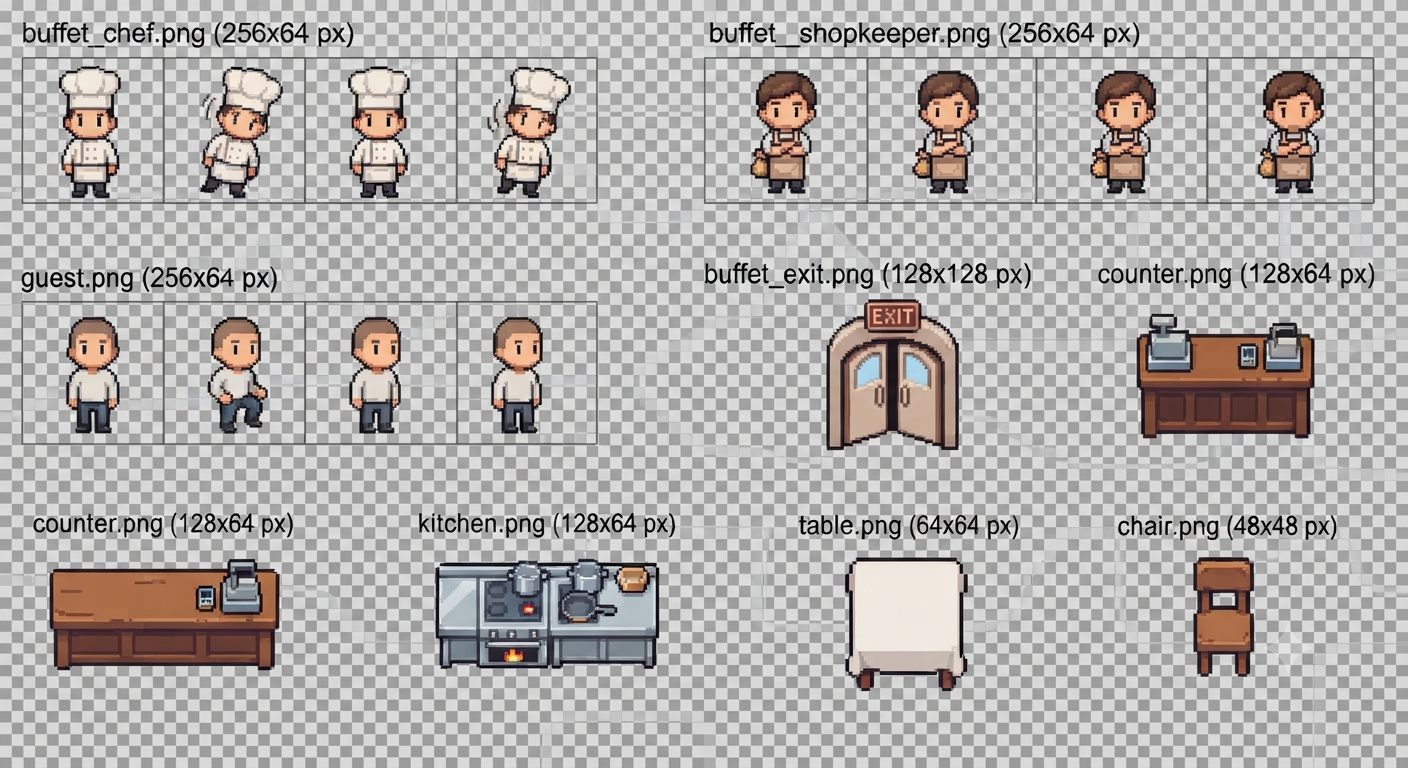 buffet_chef.png (256x64 px)
buffet__shopkeeper.png (256x64 px)
guest.png (256x64 px)
buffet_exit.png (128x128 px)
counter.png (128x64 px)
EXIT
counter.png (128x64 px)
kitchen.png (128x64 px)
table.png (64x64 px)
chair.png (48x48 px)